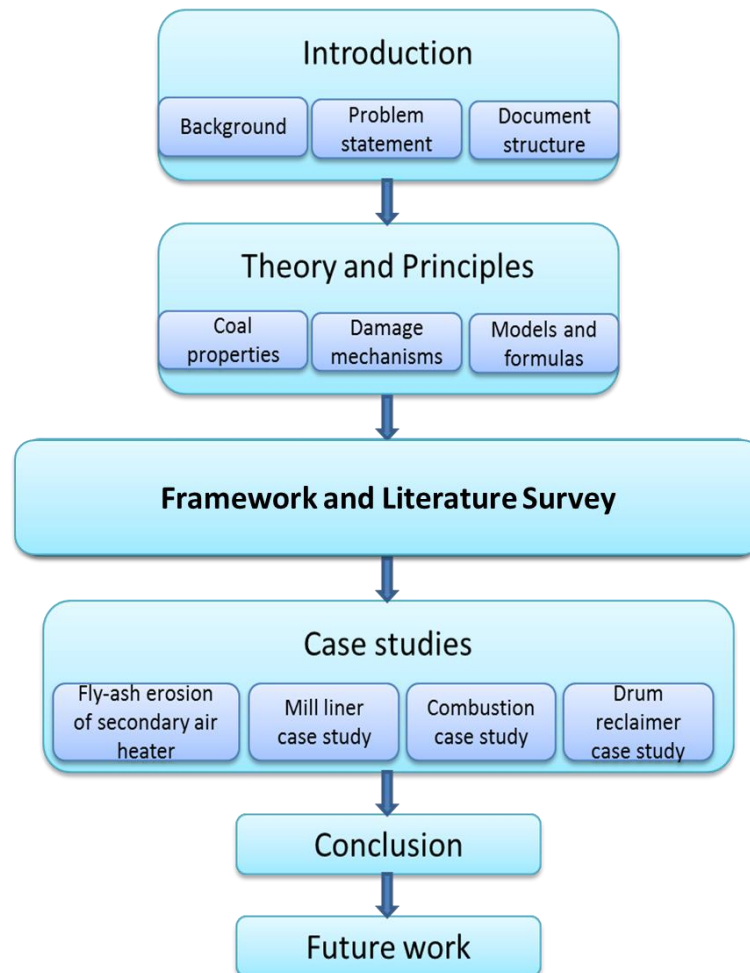 Introduction
Background
Problem
statement
Document
structure
Theory and Principles
Coal
properties
Damage
mechanisms
Models and
formulas
Framework and Literature Survey
Case studies
Fly-ash erosion
of secondary air
heater
Mill liner
case study
Combustion
case study
Drum
reclaimer
case study
Conclusion
Future work